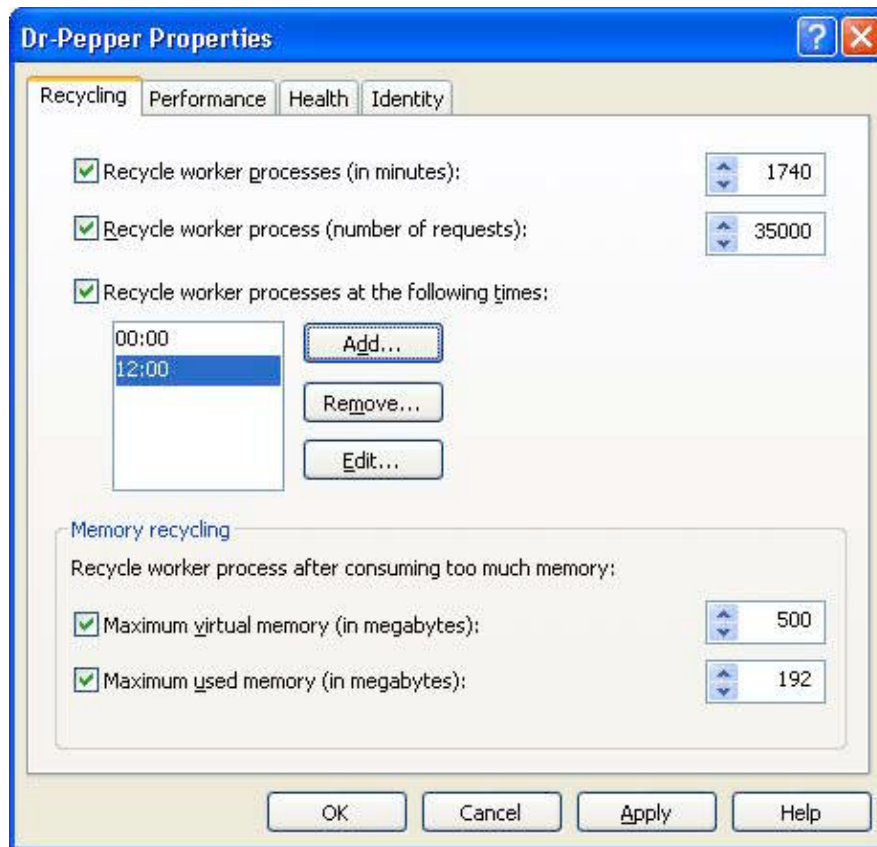 Dr-Pepper Properties
Recycling Performance Health Identity
Recycle worker processes (in minutes): 1740
Recycle worker process (number of requests): 35000
Recycle worker processes at the following times:
00:00
12:00
Add...
Remove...
Edit...
Memory recycling
Recycle worker process after consuming too much memory:
Maximum virtual memory (in megabytes): 500
Maximum used memory (in megabytes): 192
OK Cancel Apply Help